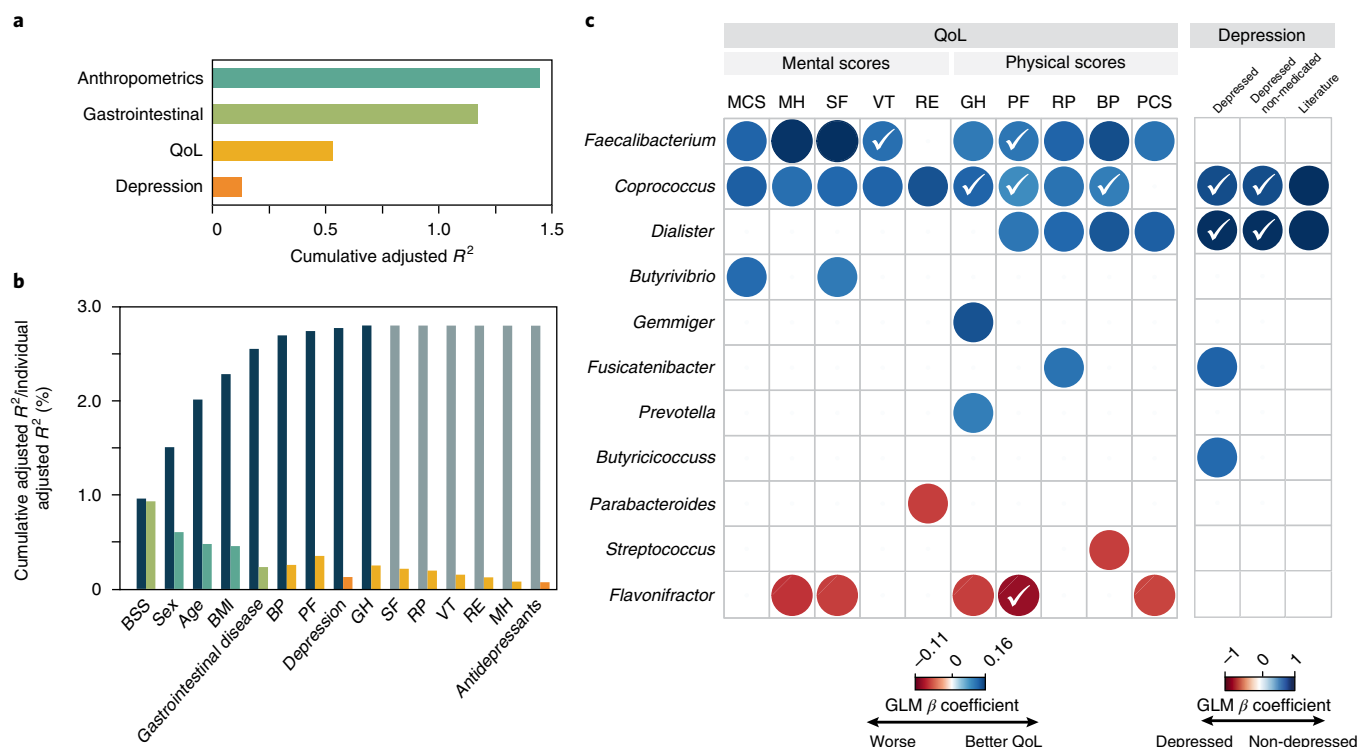 a
Anthropometrics
Gastrointestinal
QoL
Depression
0 0.5 1.0 1.5
Cumulative adjusted R²
b
Cumulative adjusted R²/individual
adjusted R² (%)
3.0
2.0
1.0
0
BSS
Sex
Age
BMI
Gastrointestinal disease
BP
PF
Depression
GH
SF
RP
VT
RE
MH
Antidepressants
c
QoL Depression
Mental scores Physical scores
Depressed
Depressed
non-medicated
Literature
MCS MH SF VT RE GH PF RP BP PCS
Faecalibacterium
Coprococcus
Dialister
Butyrivibrio
Gemmiger
Fusicatenibacter
Prevotella
Butyricicoccuss
Parabacteroides
Streptococcus
Flavonifractor
−0.11 0 0.16
GLM β coefficient
Worse Better QoL
−1 0 1
GLM β coefficient
Depressed Non-depressed